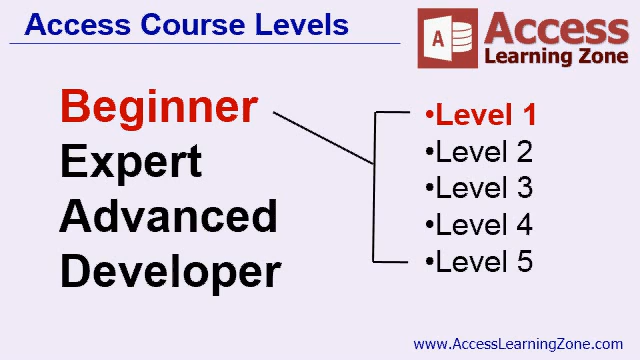 Access Course Levels
A
Access
Learning Zone
Beginner
Expert
Advanced
Developer
•Level 1
•Level 2
•Level 3
•Level 4
•Level 5
www.AccessLearningZone.com